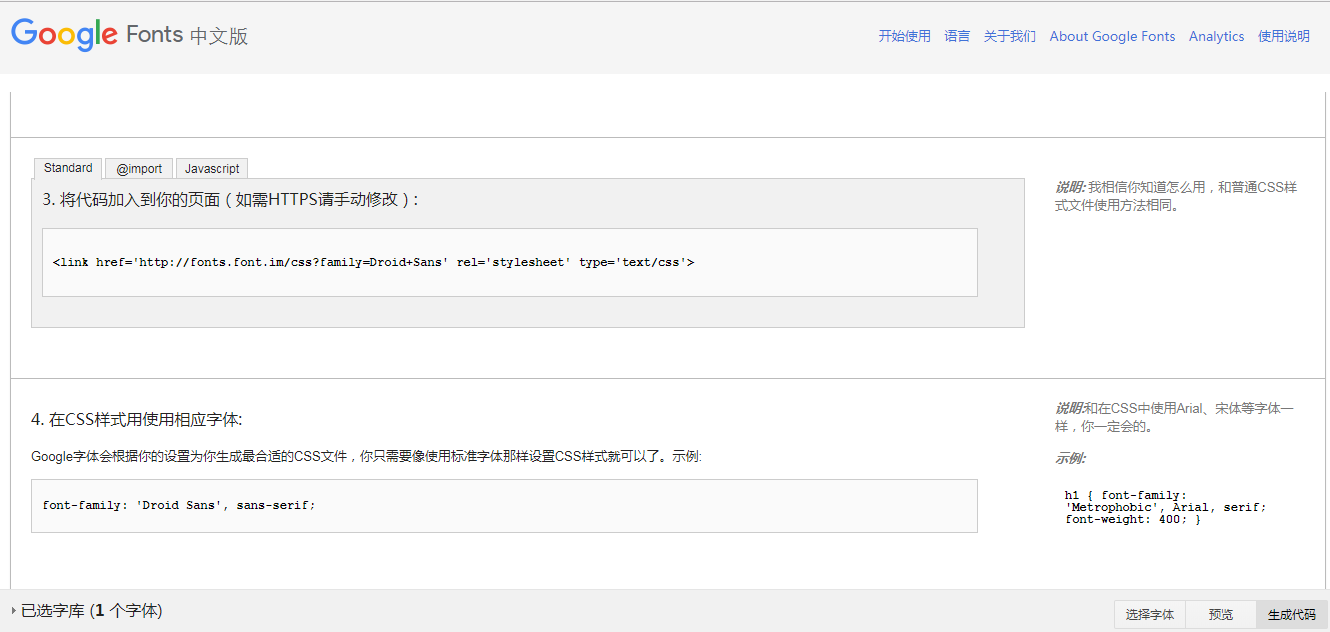 Google Fonts 中文版
开始使用 语言 关于我们 About Google Fonts Analytics 使用说明
Standard @import Javascript
3. 将代码加入到你的页面（如需HTTPS请手动修改）:
<link href='http://fonts.font.im/css?family=Droid+Sans' rel='stylesheet' type='text/css'>
说明: 我相信你知道怎么用，和普通CSS样
式文件使用方法相同。
4. 在CSS样式用使用相应字体:
Google字体会根据你的设置为你生成最合适的CSS文件，你只需要像使用标准字体那样设置CSS样式就可以了。示例:
font-family: 'Droid Sans', sans-serif;
说明:和在CSS中使用Arial、宋体等字体一
样，你一定会的。
示例:
h1 { font-family:
'Metrophobic', Arial, serif;
font-weight: 400; }
已选字库 (1 个字体)
选择字体 预览 生成代码